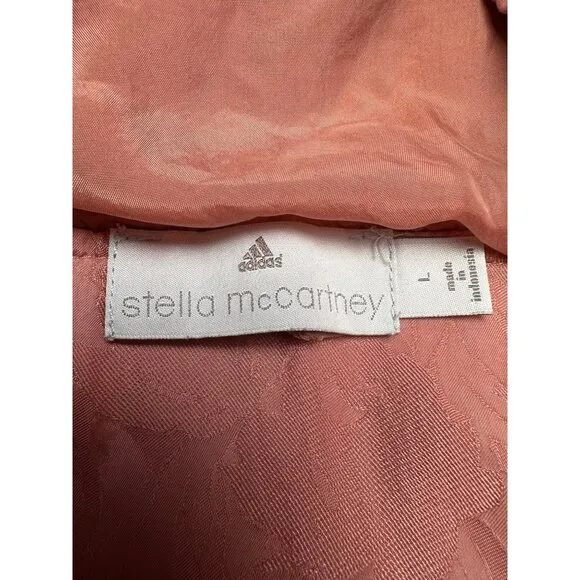 adidas
stella mcCartney
L
made
in
indonesia